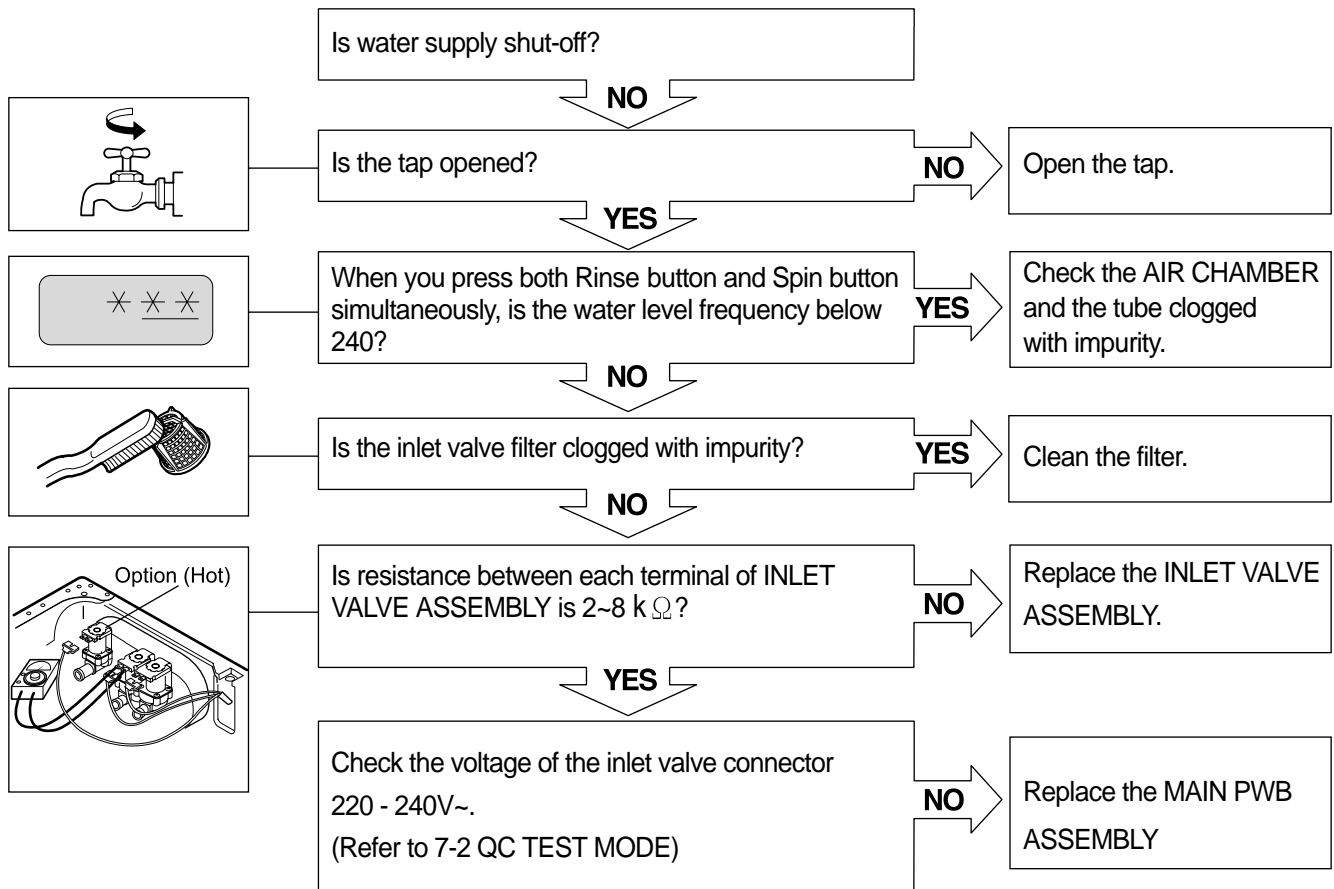 Is water supply shut-off?
NO
Is the tap opened?
NO
Open the tap.
YES
When you press both Rinse button and Spin button
simultaneously, is the water level frequency below
240?
YES
Check the AIR CHAMBER
and the tube clogged
with impurity.
NO
Is the inlet valve filter clogged with impurity?
YES
Clean the filter.
NO
Option (Hot)
Is resistance between each terminal of INLET
VALVE ASSEMBLY is 2~8 k Ω?
NO
Replace the INLET VALVE
ASSEMBLY.
YES
Check the voltage of the inlet valve connector
220 - 240V~.
(Refer to 7-2 QC TEST MODE)
NO
Replace the MAIN PWB
ASSEMBLY